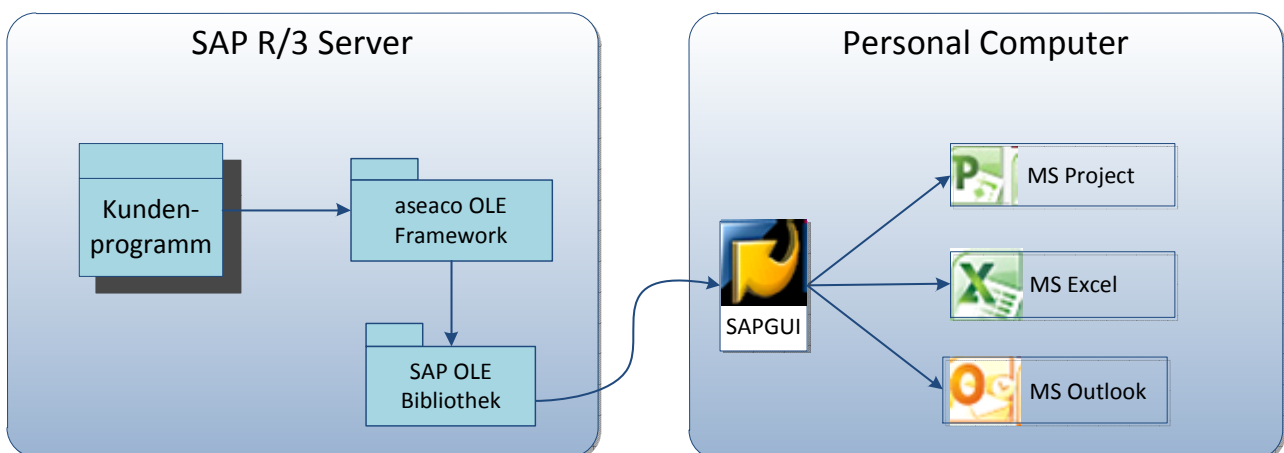 SAP R/3 Server
Kunden-
programm
aseaco OLE
Framework
SAP OLE
Bibliothek
Personal Computer
SAPGUI
MS Project
MS Excel
MS Outlook